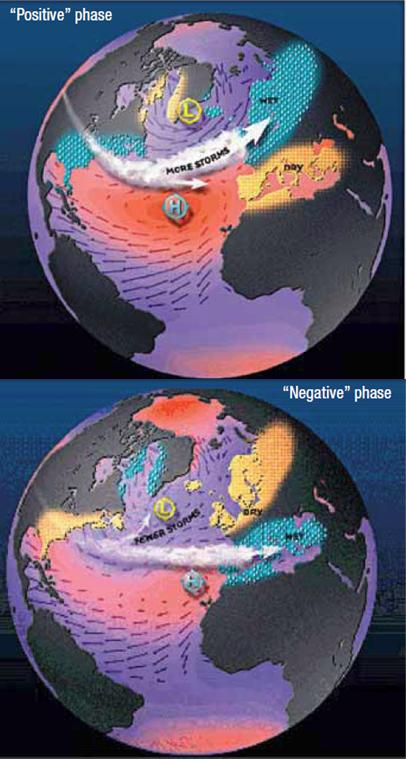 “Positive” phase
L
WET
MORE STORMS
DRY
H
“Negative” phase
L
FEWER STORMS
DRY
WET
H